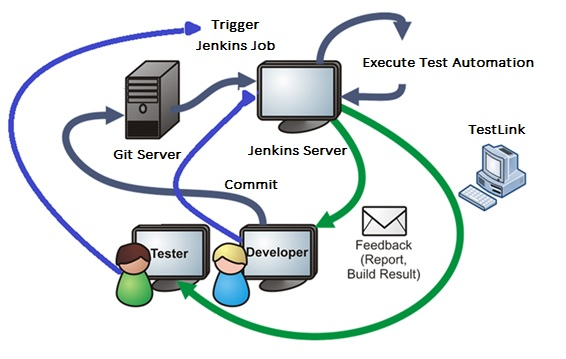 Trigger
Jenkins Job
Execute Test Automation
Git Server
Jenkins Server
TestLink
Commit
Tester
Developer
Feedback
(Report,
Build Result)